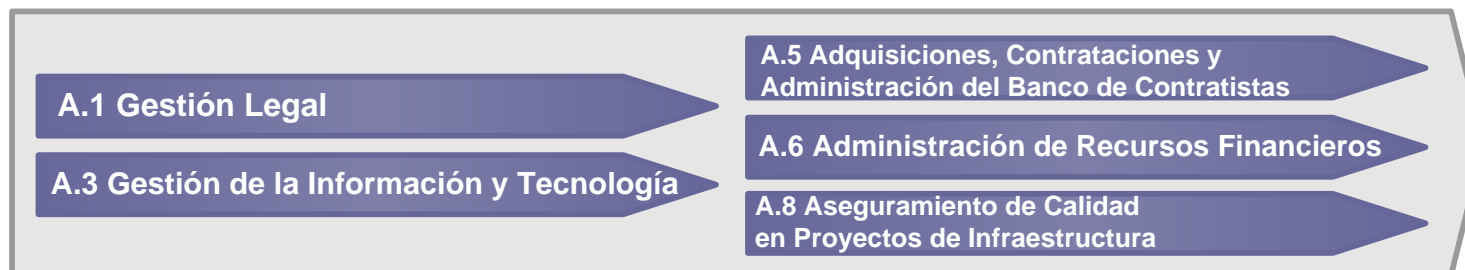 A.1 Gestión Legal
A.3 Gestión de la Información y Tecnología
A.5 Adquisiciones, Contrataciones y
Administración del Banco de Contratistas
A.6 Administración de Recursos Financieros
A.8 Aseguramiento de Calidad
en Proyectos de Infraestructura